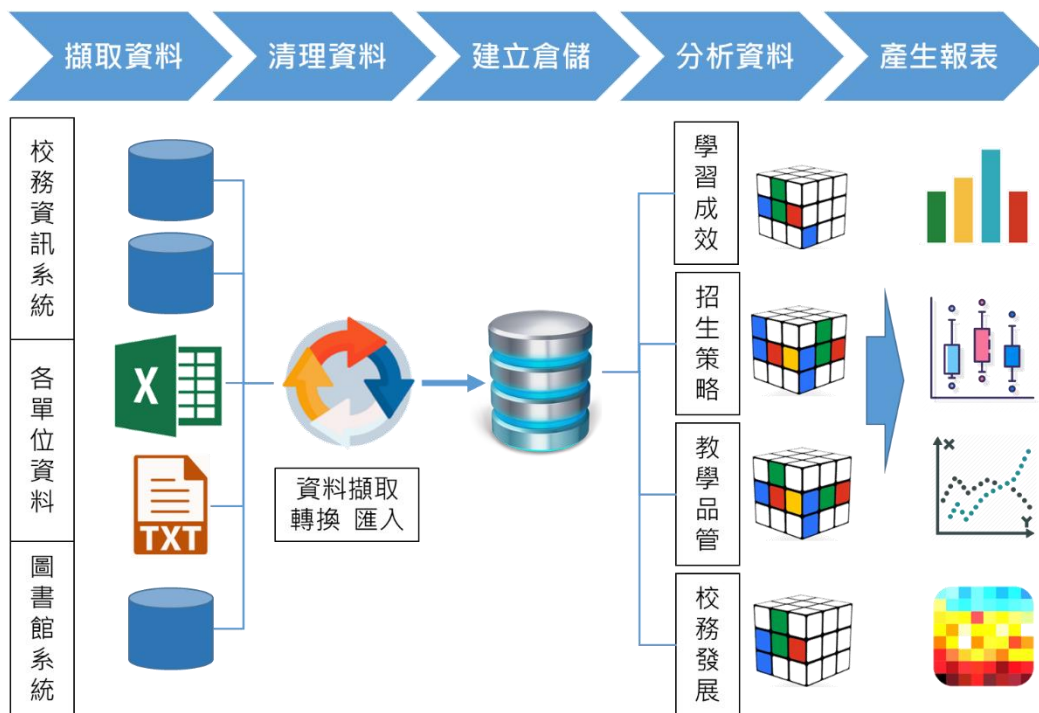 擷取資料
清理資料
建立倉儲
分析資料
產生報表
校務資訊系統
各單位資料
圖書館系統
X
TXT
資料擷取
轉換 匯入
學習成效
招生策略
教學品管
校務發展
X
Y